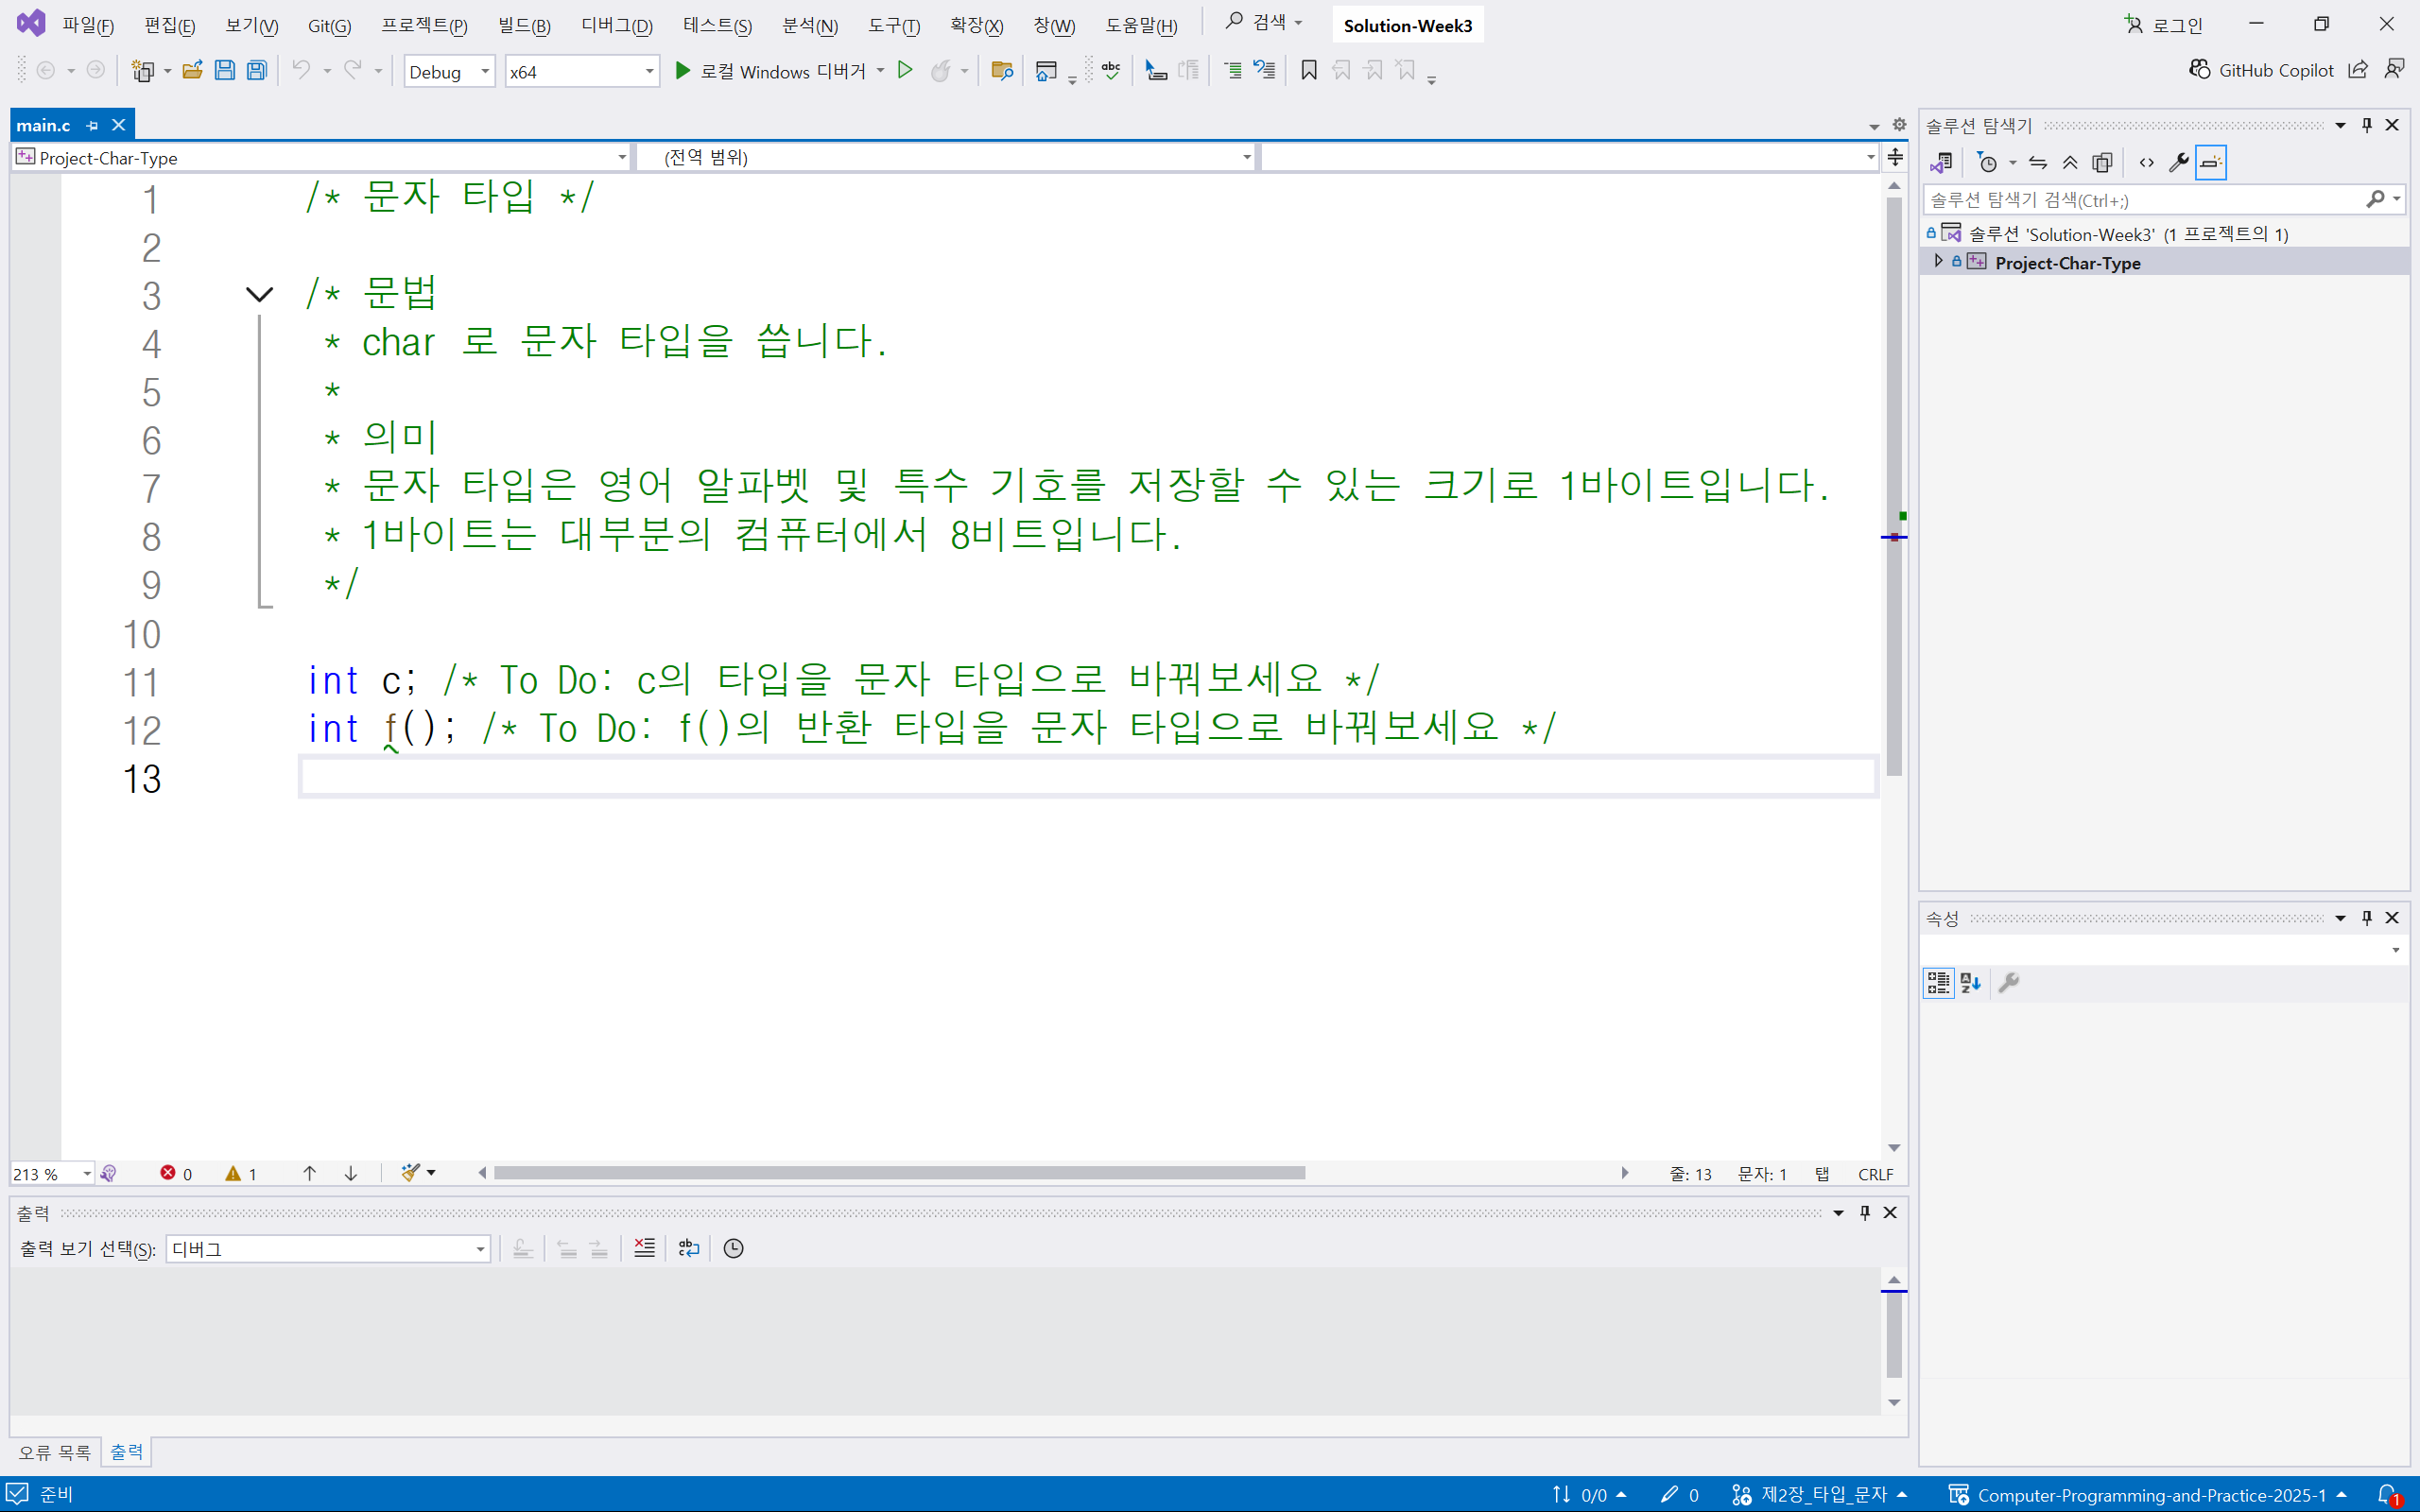 파일(F) 편집(E) 보기(V) Git(G) 프로젝트(P) 빌드(B) 디버그(D) 테스트(S) 분석(N) 도구(T) 확장(X) 창(W) 도움말(H) 검색 Solution-Week3 로그인
Debug x64 로컬 Windows 디버거 GitHub Copilot
main.c
Project-Char-Type (전역 범위)
1 /* 문자 타입 */
2
3 /* 문법
4 * char 로 문자 타입을 씁니다.
5 *
6 * 의미
7 * 문자 타입은 영어 알파벳 및 특수 기호를 저장할 수 있는 크기로 1바이트입니다.
8 * 1바이트는 대부분의 컴퓨터에서 8비트입니다.
9 */
10
11 int c; /* To Do: c의 타입을 문자 타입으로 바꿔보세요 */
12 int f(); /* To Do: f()의 반환 타입을 문자 타입으로 바꿔보세요 */
13
213 % 0 1 줄: 13 문자: 1 탭 CRLF
출력
출력 보기 선택(S): 디버그
오류 목록 출력
솔루션 탐색기
솔루션 탐색기 검색(Ctrl+;)
솔루션 'Solution-Week3' (1 프로젝트의 1)
Project-Char-Type
속성
준비 0/0 0 제2장_타입_문자 Computer-Programming-and-Practice-2025-1 1